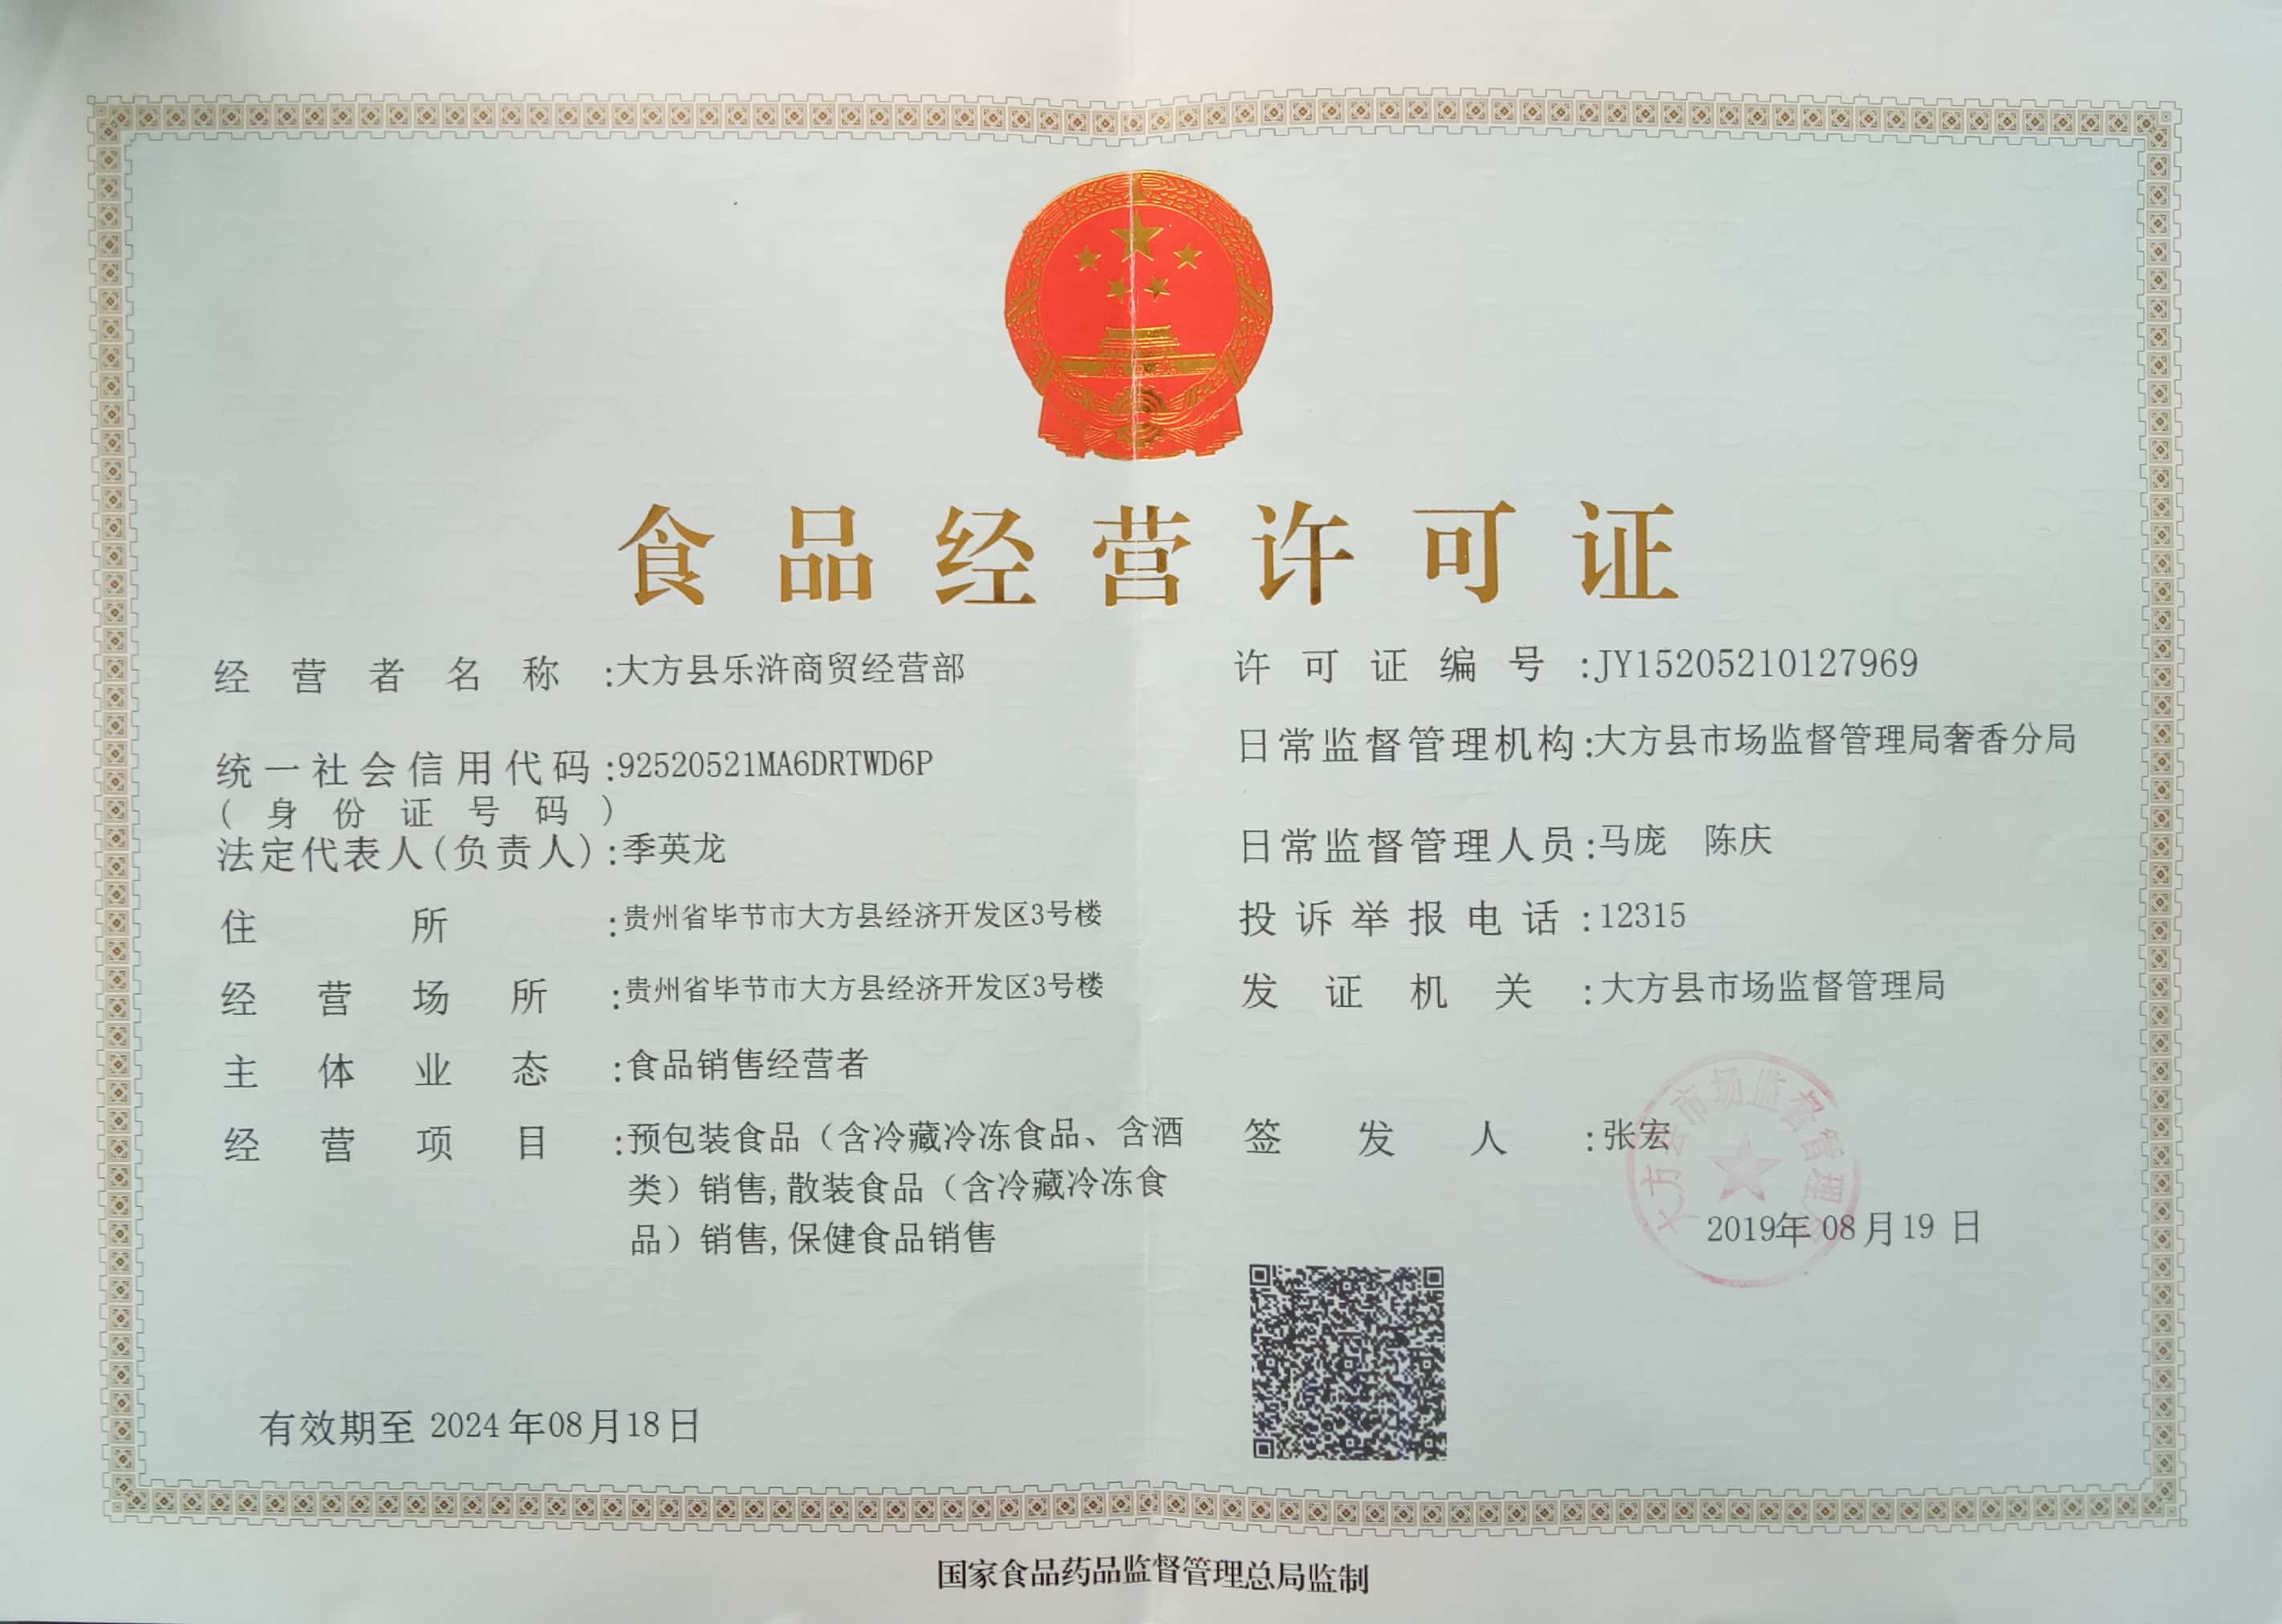 食品经营许可证
经营者名称:大方县乐浒商贸经营部
统一社会信用代码:92520521MA6DRTWD6P
(身份证号码)
法定代表人(负责人):季英龙
住所:贵州省毕节市大方县经济开发区3号楼
经营场所:贵州省毕节市大方县经济开发区3号楼
主体业态:食品销售经营者
经营项目:预包装食品（含冷藏冷冻食品、含酒
类）销售,散装食品（含冷藏冷冻食
品）销售,保健食品销售
有效期至 2024年08月18日
许可证编号:JY15205210127969
日常监督管理机构:大方县市场监督管理局奢香分局
日常监督管理人员:马庞 陈庆
投诉举报电话:12315
发证机关:大方县市场监督管理局
签发人:张宏
大方县市场监督管理局
2019年08月19日
国家食品药品监督管理总局监制